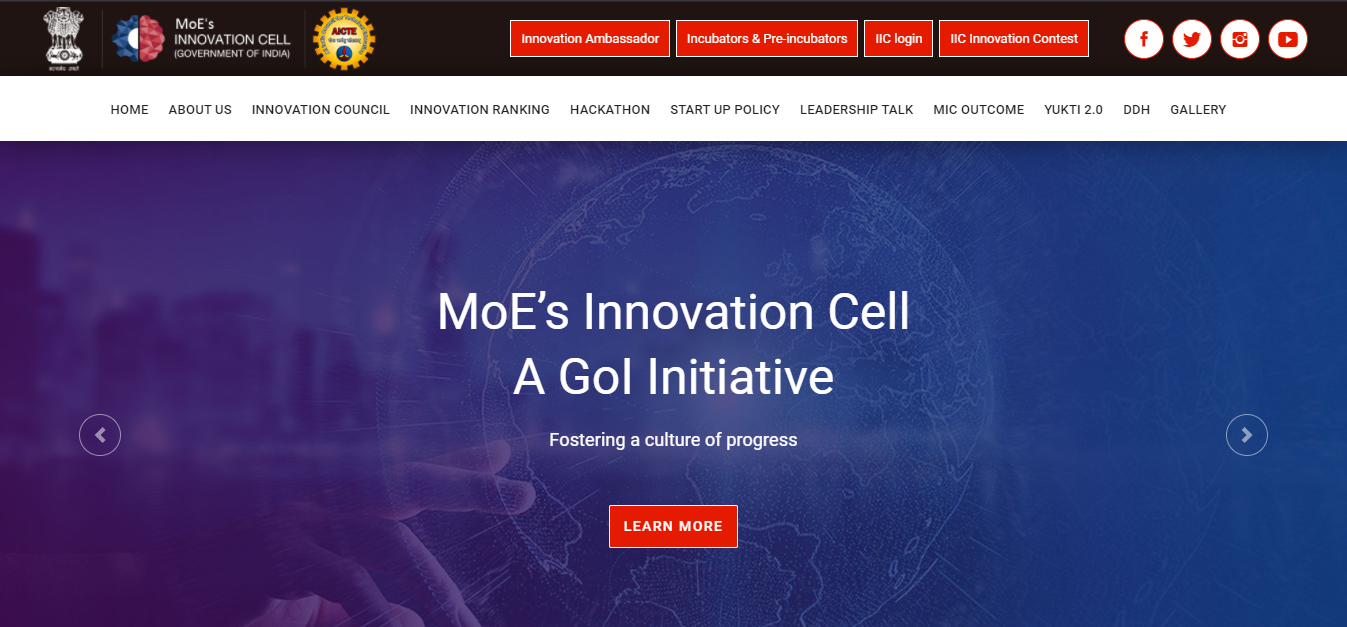 MoE's
INNOVATION CELL
(GOVERNMENT OF INDIA)
AICTE
Innovation Ambassador
Incubators & Pre-incubators
IIC login
IIC Innovation Contest
HOME
ABOUT US
INNOVATION COUNCIL
INNOVATION RANKING
HACKATHON
START UP POLICY
LEADERSHIP TALK
MIC OUTCOME
YUKTI 2.0
DDH
GALLERY
MoE’s Innovation Cell
A GoI Initiative
Fostering a culture of progress
LEARN MORE